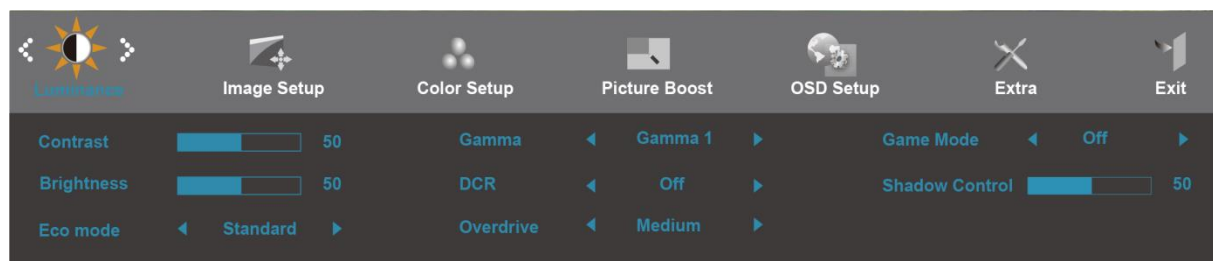 Luminance Image Setup Color Setup Picture Boost OSD Setup Extra Exit
Contrast 50 Gamma Gamma 1 Game Mode Off
Brightness 50 DCR Off Shadow Control 50
Eco mode Standard Overdrive Medium